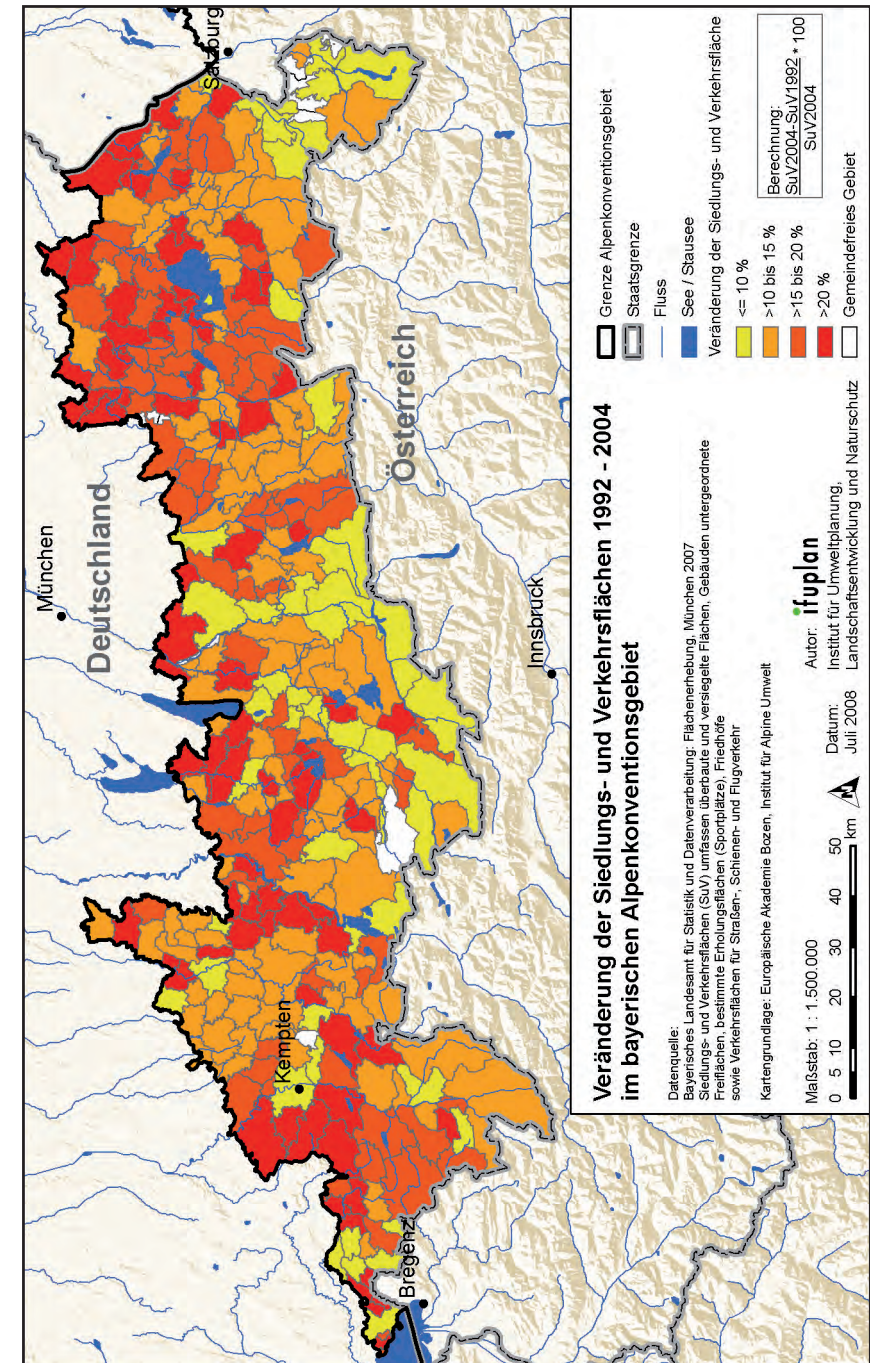 München
Deutschland
Salzburg
Kempten
Österreich
Innsbruck
Bregenz
Veränderung der Siedlungs- und Verkehrsflächen 1992 - 2004
im bayerischen Alpenkonventionsgebiet
Datenquelle:
Bayerisches Landesamt für Statistik und Datenverarbeitung: Flächenerhebung, München 2007
Siedlungs- und Verkehrsflächen (SuV) umfassen überbaute und versiegelte Flächen, Gebäuden untergeordnete
Freiflächen, bestimmte Erholungsflächen (Sportplätze), Friedhöfe
sowie Verkehrsflächen für Straßen-, Schienen- und Flugverkehr
Kartengrundlage: Europäische Akademie Bozen, Institut für Alpine Umwelt
Maßstab: 1 : 1.500.000
0 5 10 20 30 40 50
km
N
Datum:
Juli 2008
Autor: ifuplan
Institut für Umweltplanung,
Landschaftsentwicklung und Naturschutz
Grenze Alpenkonventionsgebiet
Staatsgrenze
Fluss
See / Stausee
Veränderung der Siedlungs- und Verkehrsfläche
<= 10 %
>10 bis 15 %
>15 bis 20 %
>20 %
Gemeindefreies Gebiet
Berechnung:
SuV2004-SuV1992 * 100
SuV2004